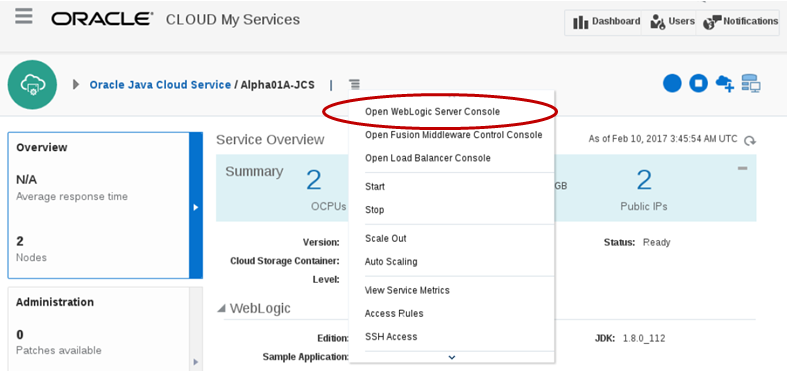 ORACLE® CLOUD My Services
Dashboard Users Notifications
Oracle Java Cloud Service / Alpha01A-JCS |
Open WebLogic Server Console
Open Fusion Middleware Control Console
Open Load Balancer Console
Start
Stop
Scale Out
Auto Scaling
View Service Metrics
Access Rules
SSH Access
Overview
N/A
Average response time
2
Nodes
Administration
0
Patches available
Service Overview
As of Feb 10, 2017 3:45:54 AM UTC
Summary
2
OCPUs
GB
2
Public IPs
Version:
Status: Ready
Cloud Storage Container:
Level:
WebLogic
Edition:
JDK: 1.8.0_112
Sample Application: